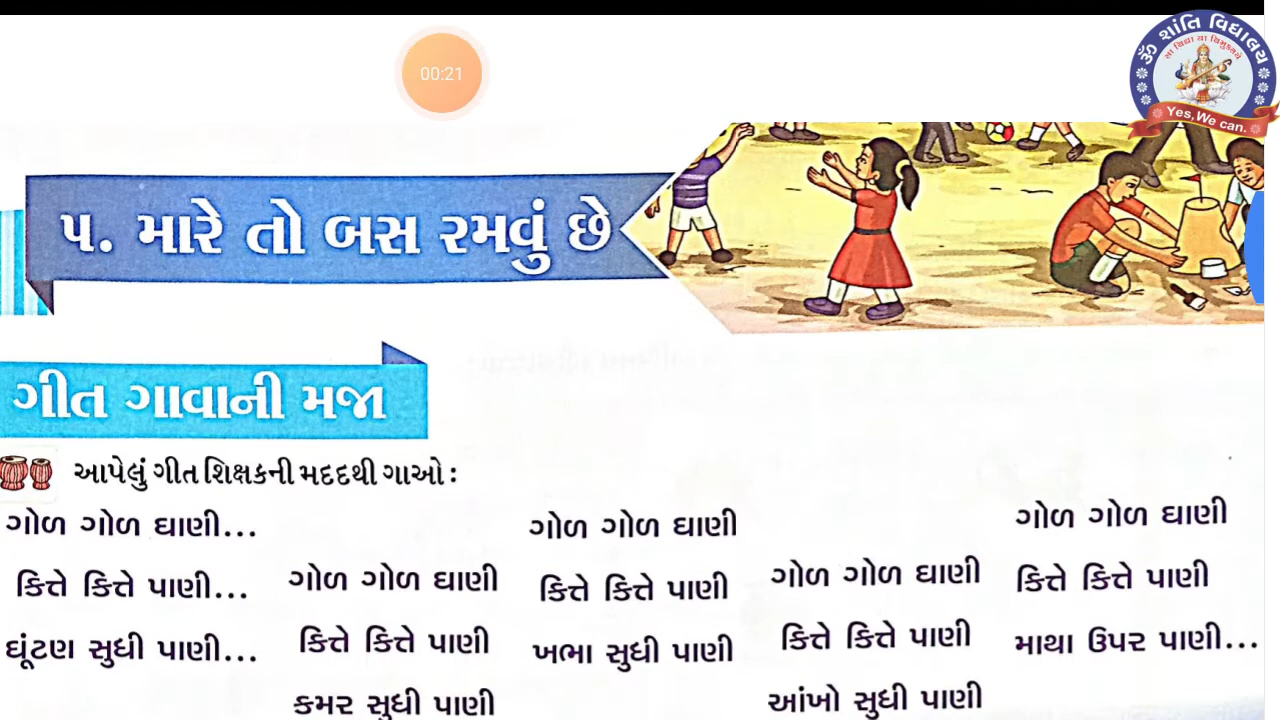 00:21
ૐ શાંતિ વિદ્યાલય
સા વિદ્યા યા વિમુક્તયે
Yes, We can.
૫. મારે તો બસ રમવું છે
ગીત ગાવાની મજા
આપેલું ગીત શિક્ષકની મદદથી ગાઓ :
ગોળ ગોળ ઘાણી...
કિત્તે કિત્તે પાણી...
ઘૂંટણ સુધી પાણી...
ગોળ ગોળ ઘાણી
કિત્તે કિત્તે પાણી
કમર સુધી પાણી
ગોળ ગોળ ઘાણી
કિત્તે કિત્તે પાણી
ખભા સુધી પાણી
ગોળ ગોળ ઘાણી
કિત્તે કિત્તે પાણી
આંખો સુધી પાણી
ગોળ ગોળ ઘાણી
કિત્તે કિત્તે પાણી
માથા ઉપર પાણી...